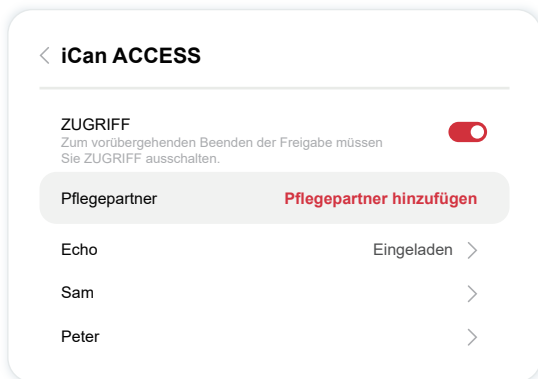 iCan ACCESS
ZUGRIFF
Zum vorübergehenden Beenden der Freigabe müssen
Sie ZUGRIFF ausschalten.
Pflegepartner Pflegepartner hinzufügen
Echo Eingeladen
Sam
Peter